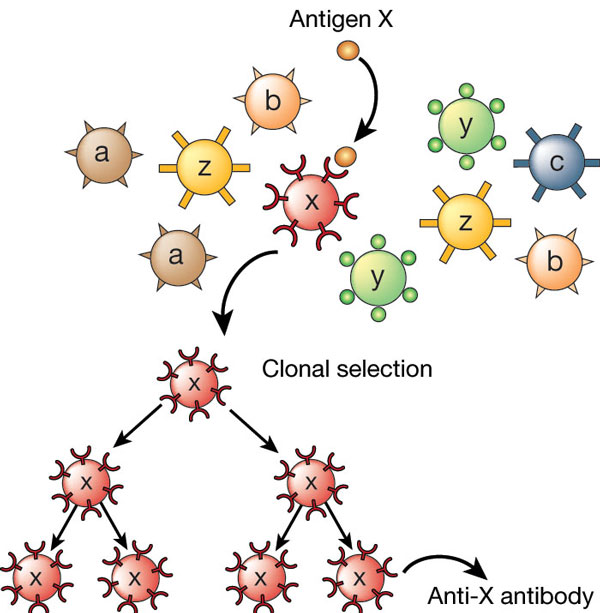 Antigen X
b
y
a
z
c
x
z
a
y
b
Clonal selection
x
x
x
x
x
x
x
Anti-X antibody